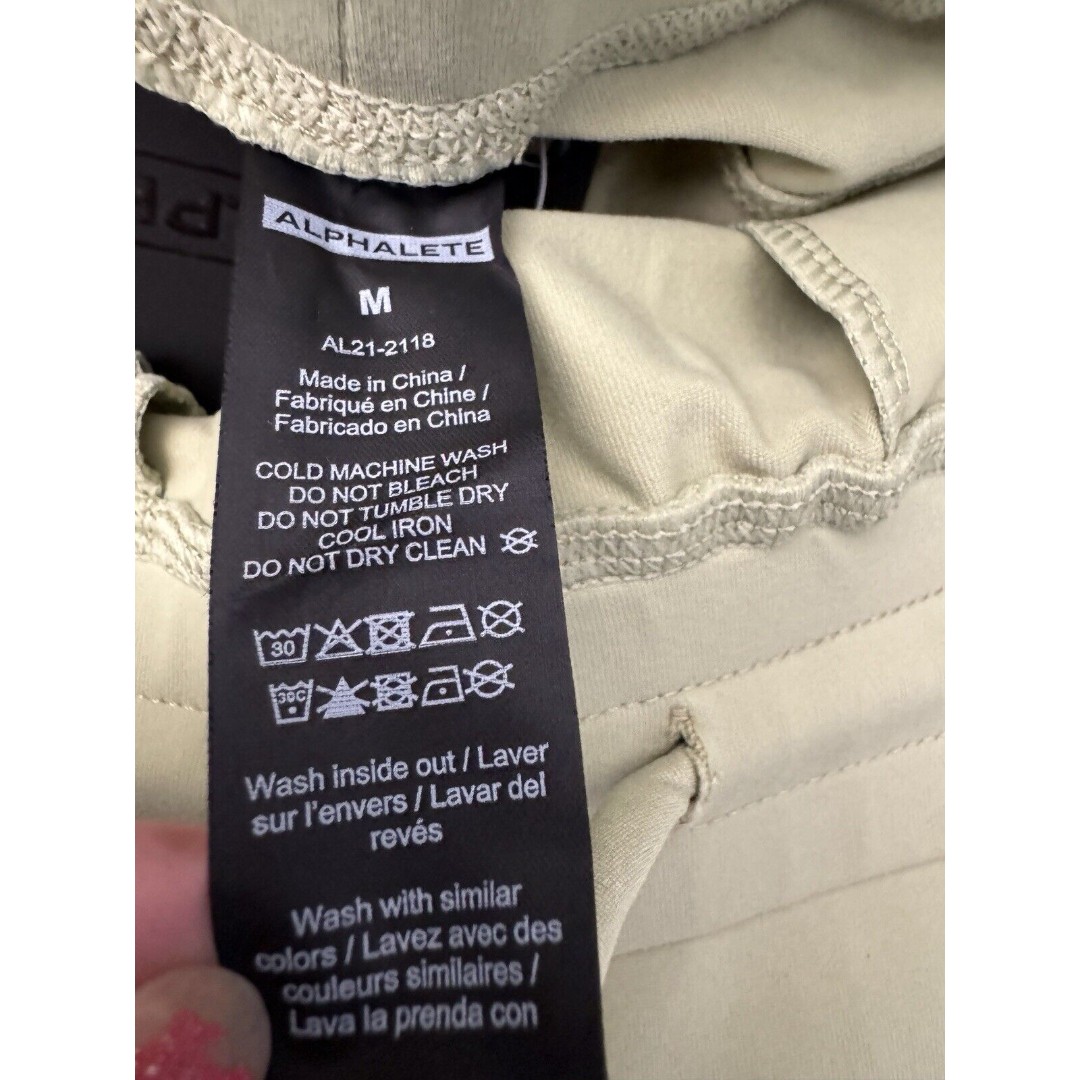 ALPHALETE
M
AL21-2118
Made in China /
Fabriqué en Chine /
Fabricado en China
COLD MACHINE WASH
DO NOT BLEACH
DO NOT TUMBLE DRY
COOL IRON
DO NOT DRY CLEAN
30
30C
Wash inside out / Laver
sur l'envers / Lavar del
revés
Wash with similar
colors / Lavez avec des
couleurs similaires /
Lava la prenda con